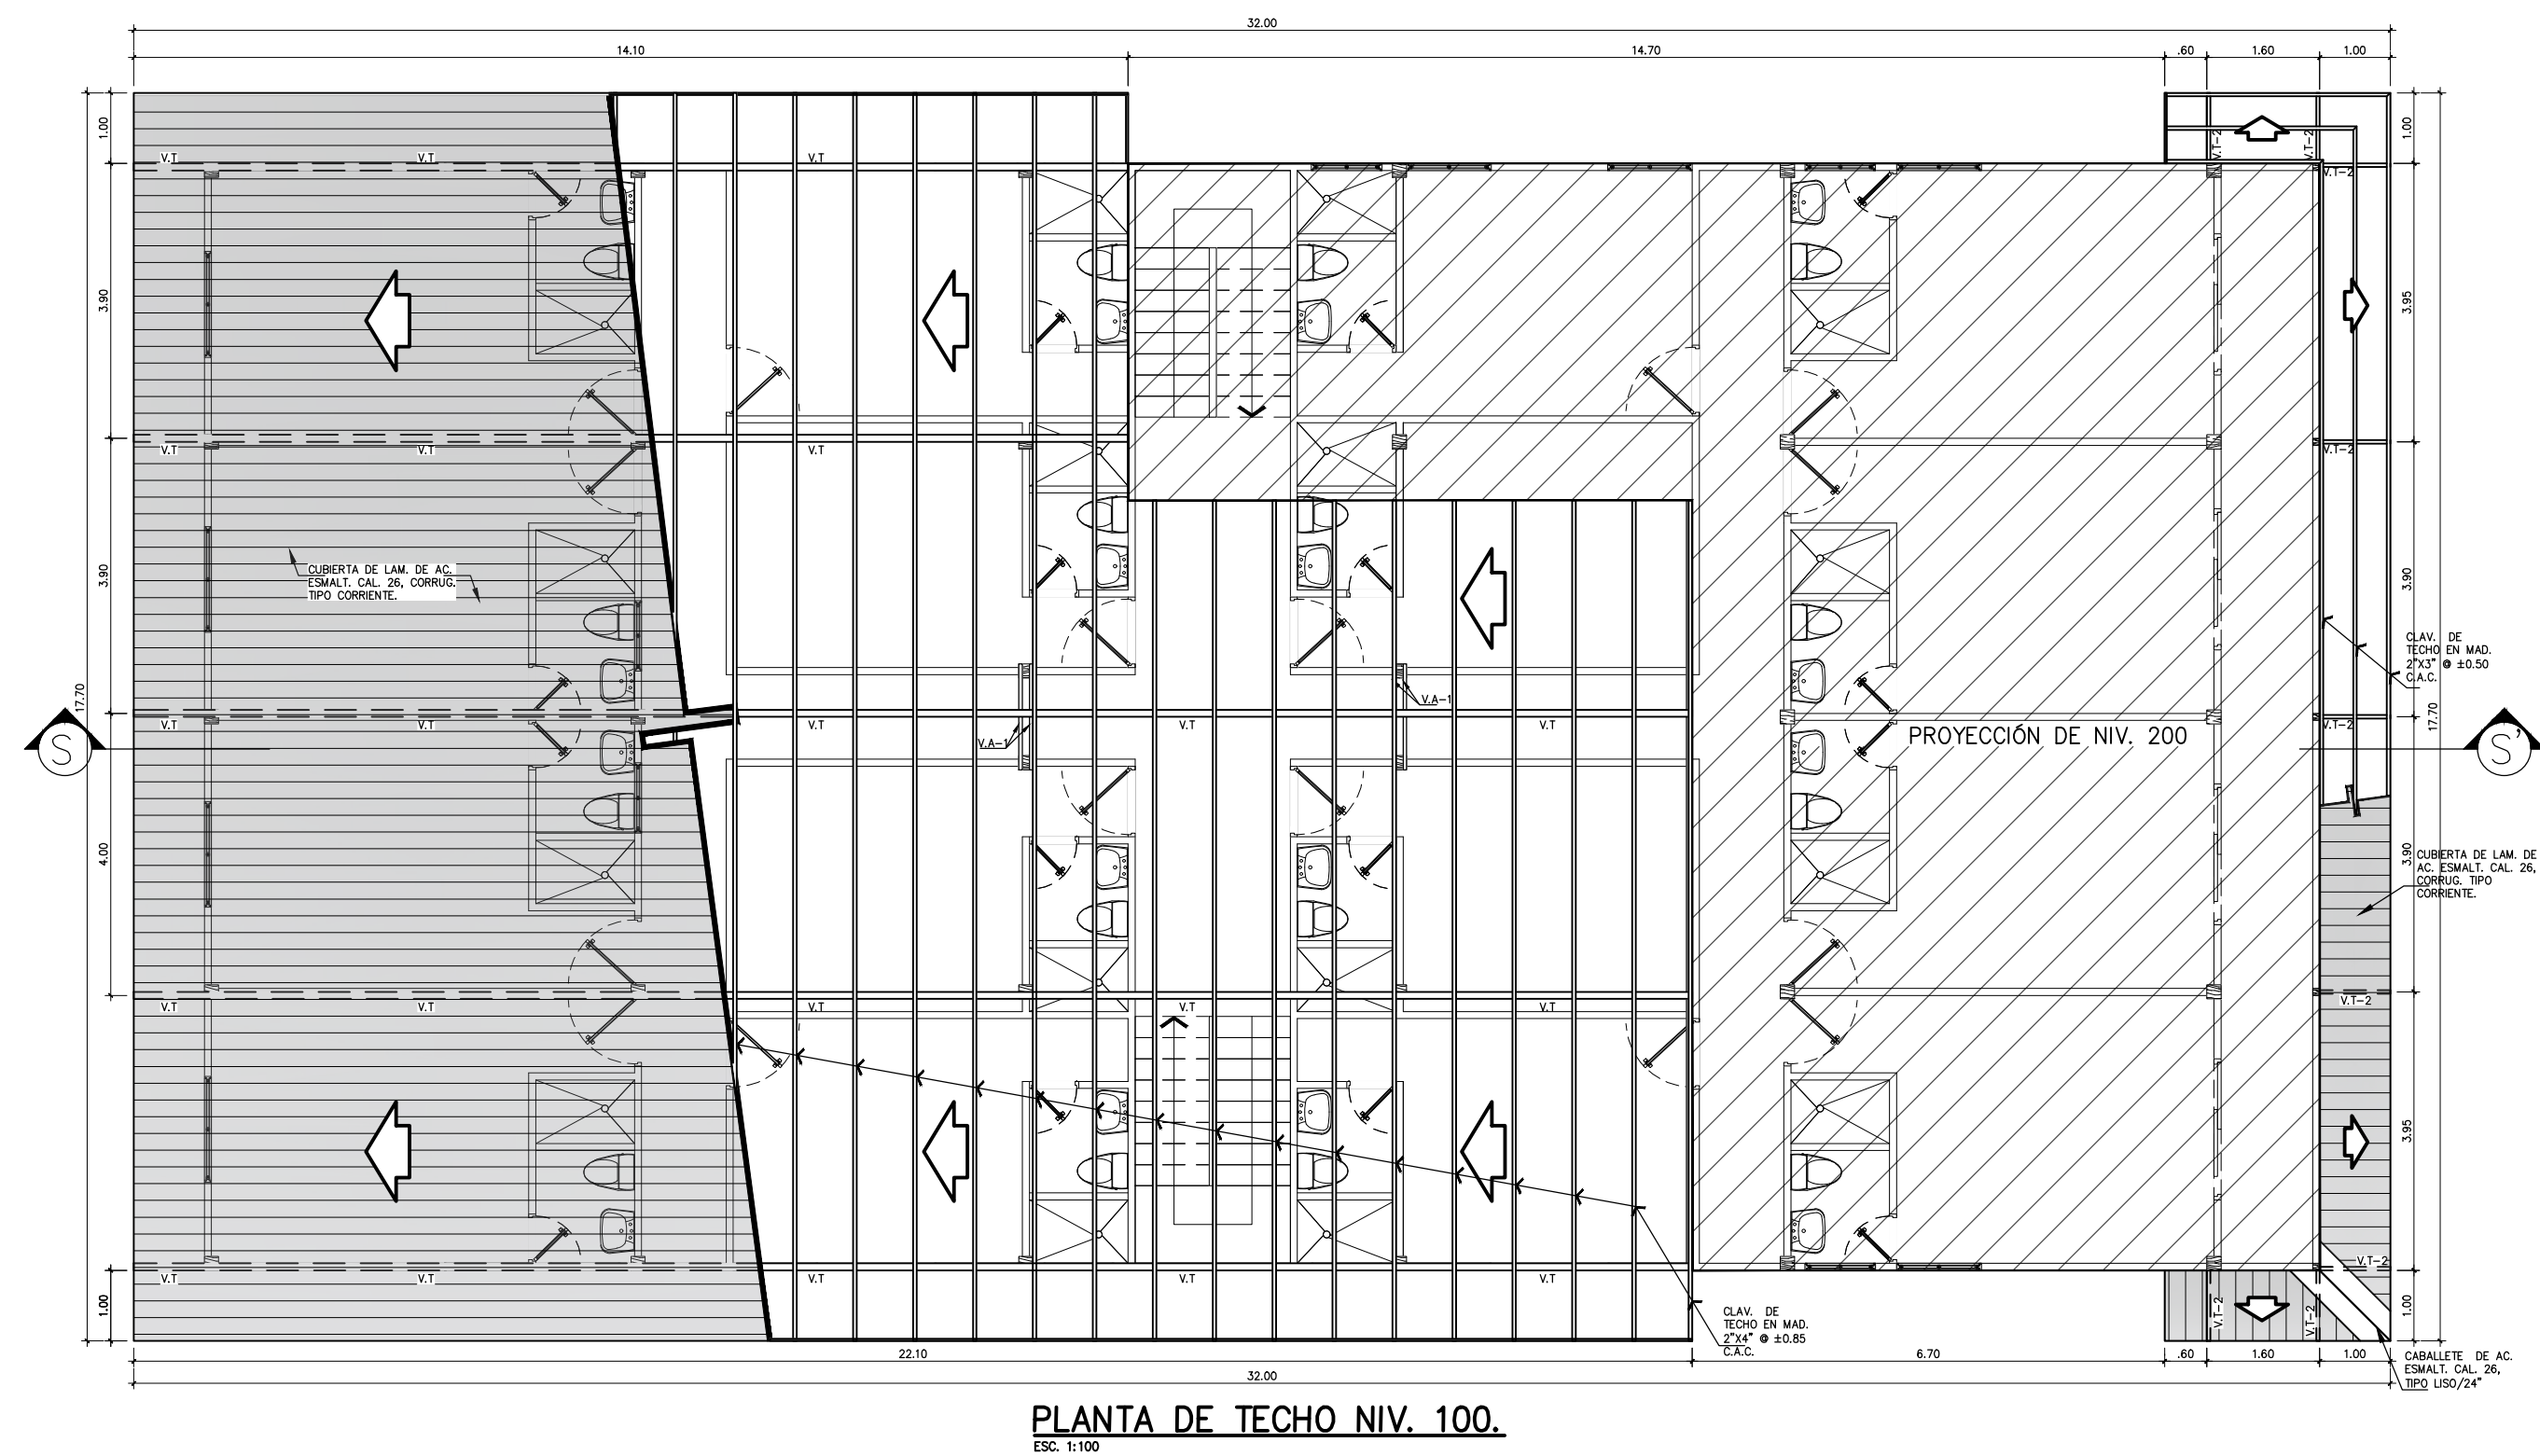 32.00
14.10
14.70
.60
1.60
1.00
1.00
3.90
3.90
17.70
4.00
1.00
V.T
V.T
V.T
V.T-2
V.T-2
V.T-2
1.00
3.95
V.T
V.T
V.T
V.T-2
CUBIERTA DE LAM. DE AC.
ESMALT. CAL. 26, CORRUG.
TIPO CORRIENTE.
3.90
CLAV. DE
TECHO EN MAD.
2"X3" @ ±0.50
C.A.C.
V.A-1
V.A-1
V.T
V.T
V.T
V.T
V.T
V.T-2
17.70
S
PROYECCIÓN DE NIV. 200
S'
3.90
CUBIERTA DE LAM. DE
AC. ESMALT. CAL. 26,
CORRUG. TIPO
CORRIENTE.
V.T
V.T
V.T
V.T
V.T
V.T-2
3.95
V.T
V.T
V.T
V.T
V.T
V.T-2
V.T-2
V.T-2
1.00
CLAV. DE
TECHO EN MAD.
2"X4" @ ±0.85
C.A.C.
22.10
6.70
.60
1.60
1.00
32.00
CABALLETE DE AC.
ESMALT. CAL. 26,
TIPO LISO/24"
PLANTA DE TECHO NIV. 100.
ESC. 1:100